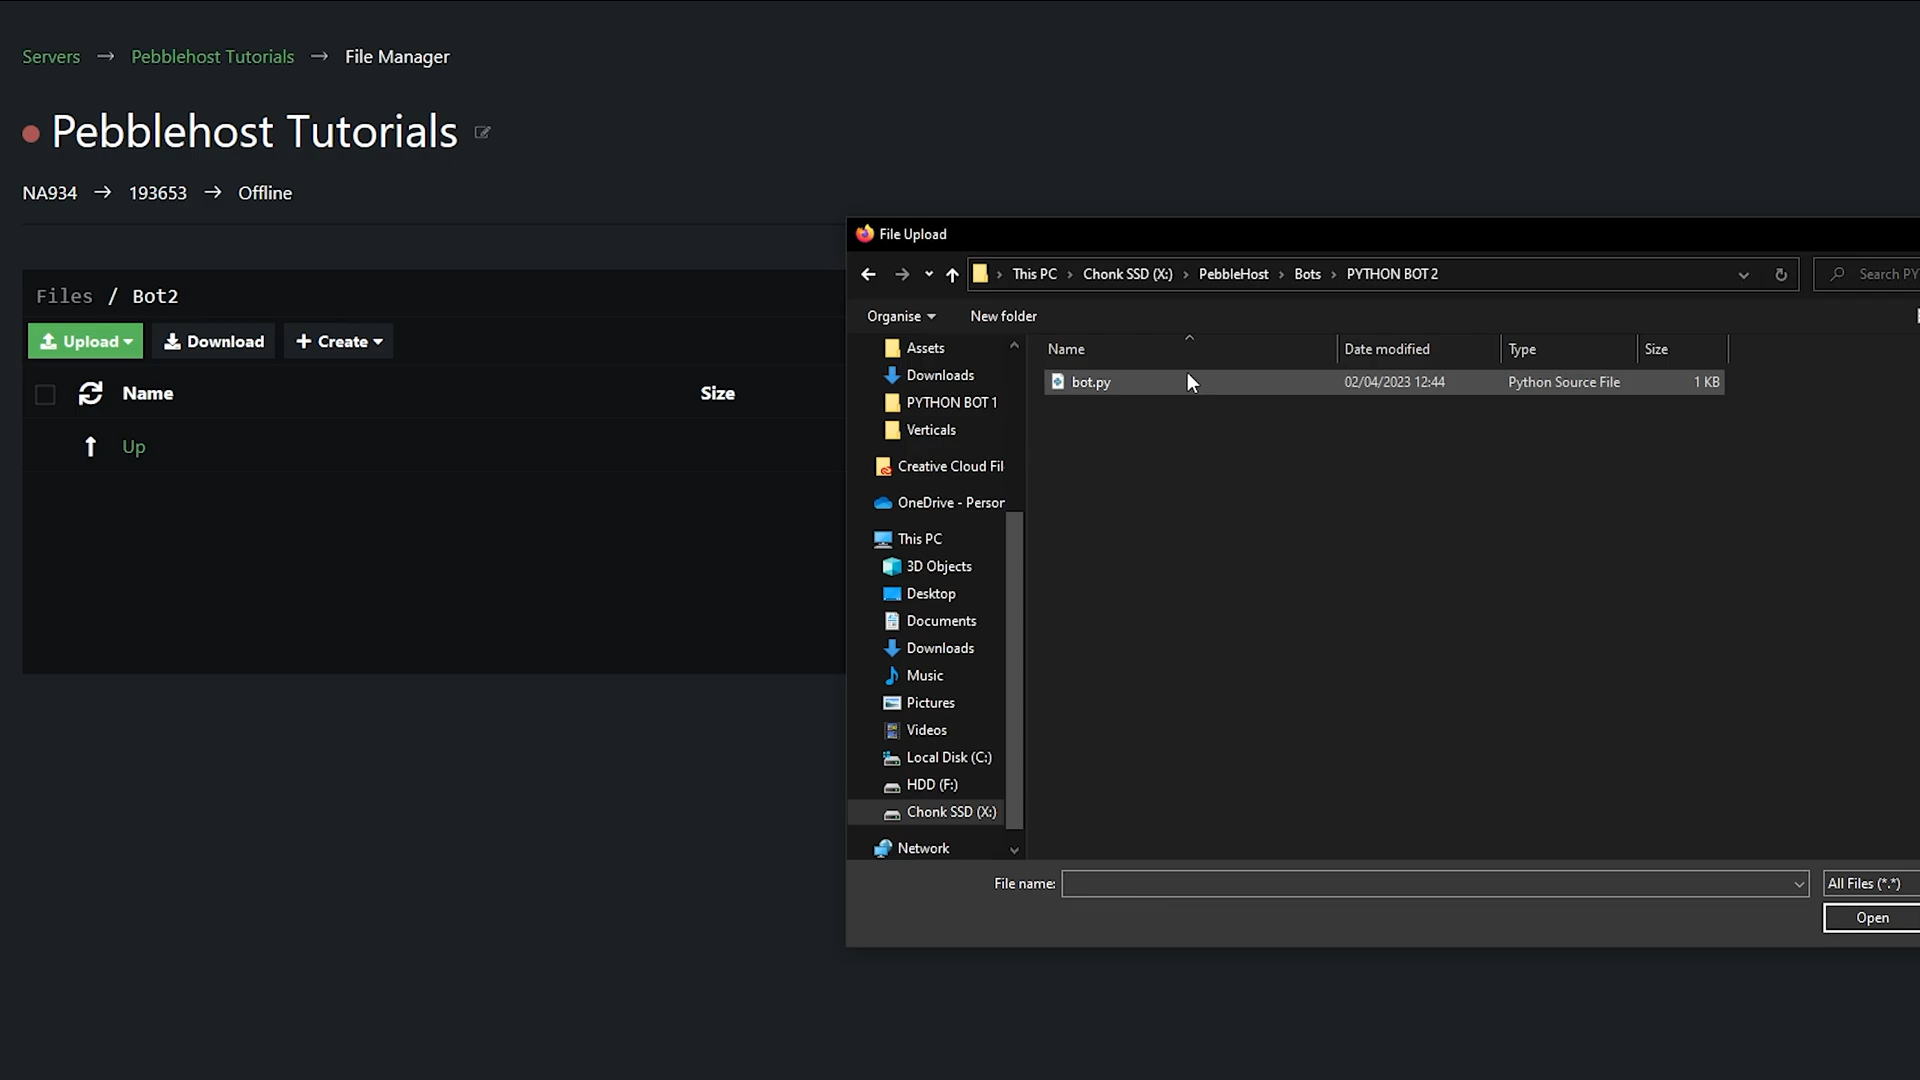 Servers → Pebblehost Tutorials → File Manager
Pebblehost Tutorials
NA934 → 193653 → Offline
Files / Bot2
Upload Download + Create
Name Size
Up
File Upload
This PC › Chonk SSD (X:) › PebbleHost › Bots › PYTHON BOT 2
Search PY
Organise New folder
Assets
Downloads
PYTHON BOT 1
Verticals
Creative Cloud Fil
OneDrive - Person
This PC
3D Objects
Desktop
Documents
Downloads
Music
Pictures
Videos
Local Disk (C:)
HDD (F:)
Chonk SSD (X:)
Network
Name Date modified Type Size
bot.py 02/04/2023 12:44 Python Source File 1 KB
File name:
All Files (*.*)
Open